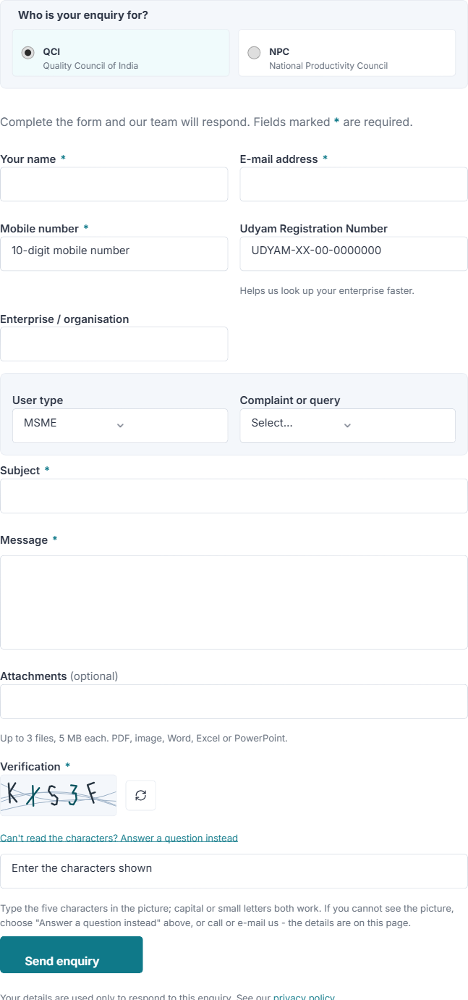 Who is your enquiry for?
QCI
Quality Council of India
NPC
National Productivity Council
Complete the form and our team will respond. Fields marked * are required.
Your name *
E-mail address *
Mobile number *
Udyam Registration Number
10-digit mobile number
UDYAM-XX-00-0000000
Helps us look up your enterprise faster.
Enterprise / organisation
User type
Complaint or query
MSME
Select...
Subject *
Message *
Attachments (optional)
Up to 3 files, 5 MB each. PDF, image, Word, Excel or PowerPoint.
Verification *
Can't read the characters? Answer a question instead
Enter the characters shown
Type the five characters in the picture; capital or small letters both work. If you cannot see the picture,
choose "Answer a question instead" above, or call or e-mail us - the details are on this page.
Send enquiry
Your details are used only to respond to this enquiry. See our privacy policy